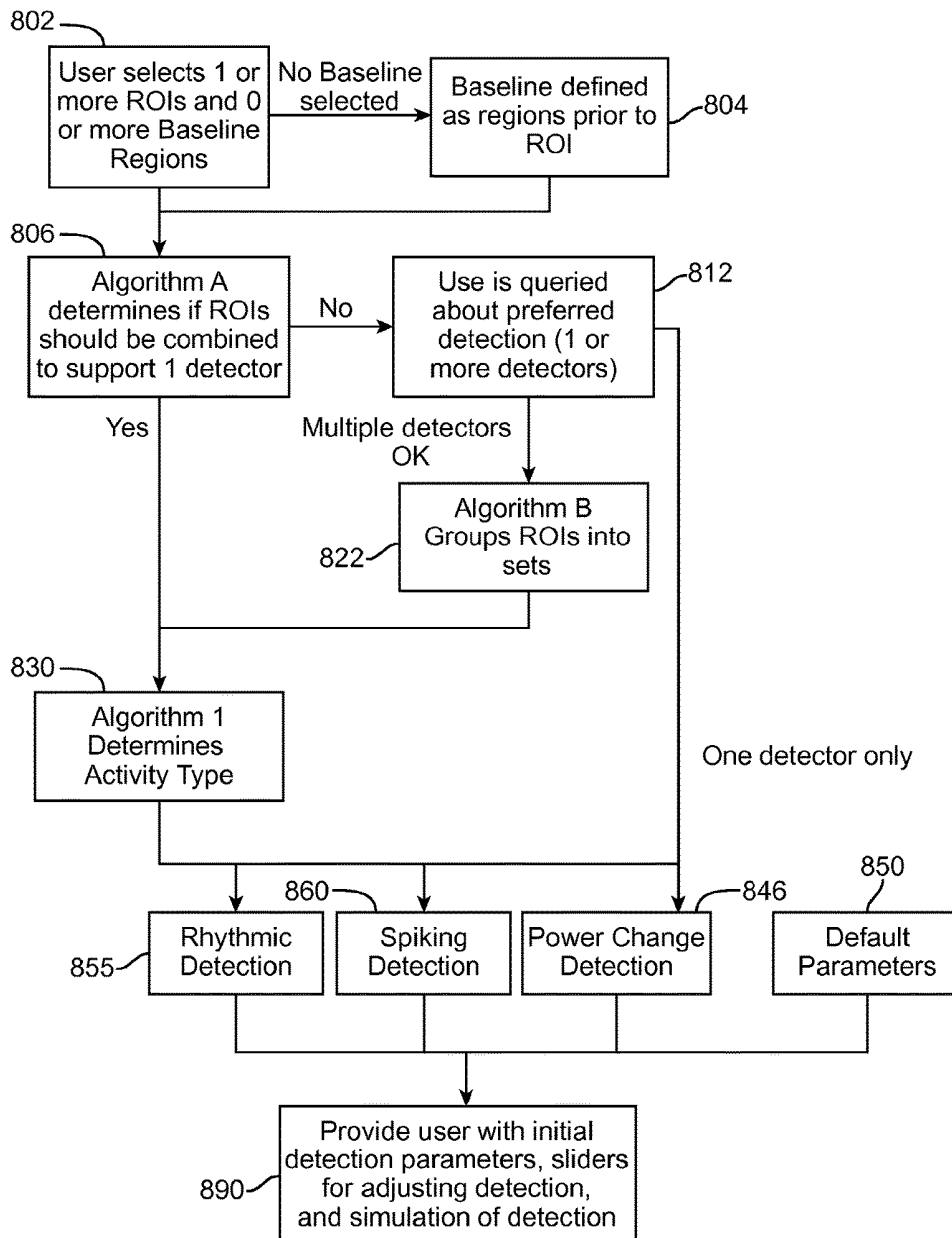 802
User selects 1 or
more ROIs and 0
or more Baseline
Regions
No Baseline
selected
Baseline defined
as regions prior to
ROI
804
806
Algorithm A
determines if ROIs
should be combined
to support 1 detector
No
Use is queried
about preferred
detection (1 or
more detectors)
812
Yes
Multiple detectors
OK
Algorithm B
Groups ROIs into
sets
822
830
Algorithm 1
Determines
Activity Type
One detector only
855
Rhythmic
Detection
860
Spiking
Detection
846
Power Change
Detection
850
Default
Parameters
890
Provide user with initial
detection parameters, sliders
for adjusting detection,
and simulation of detection